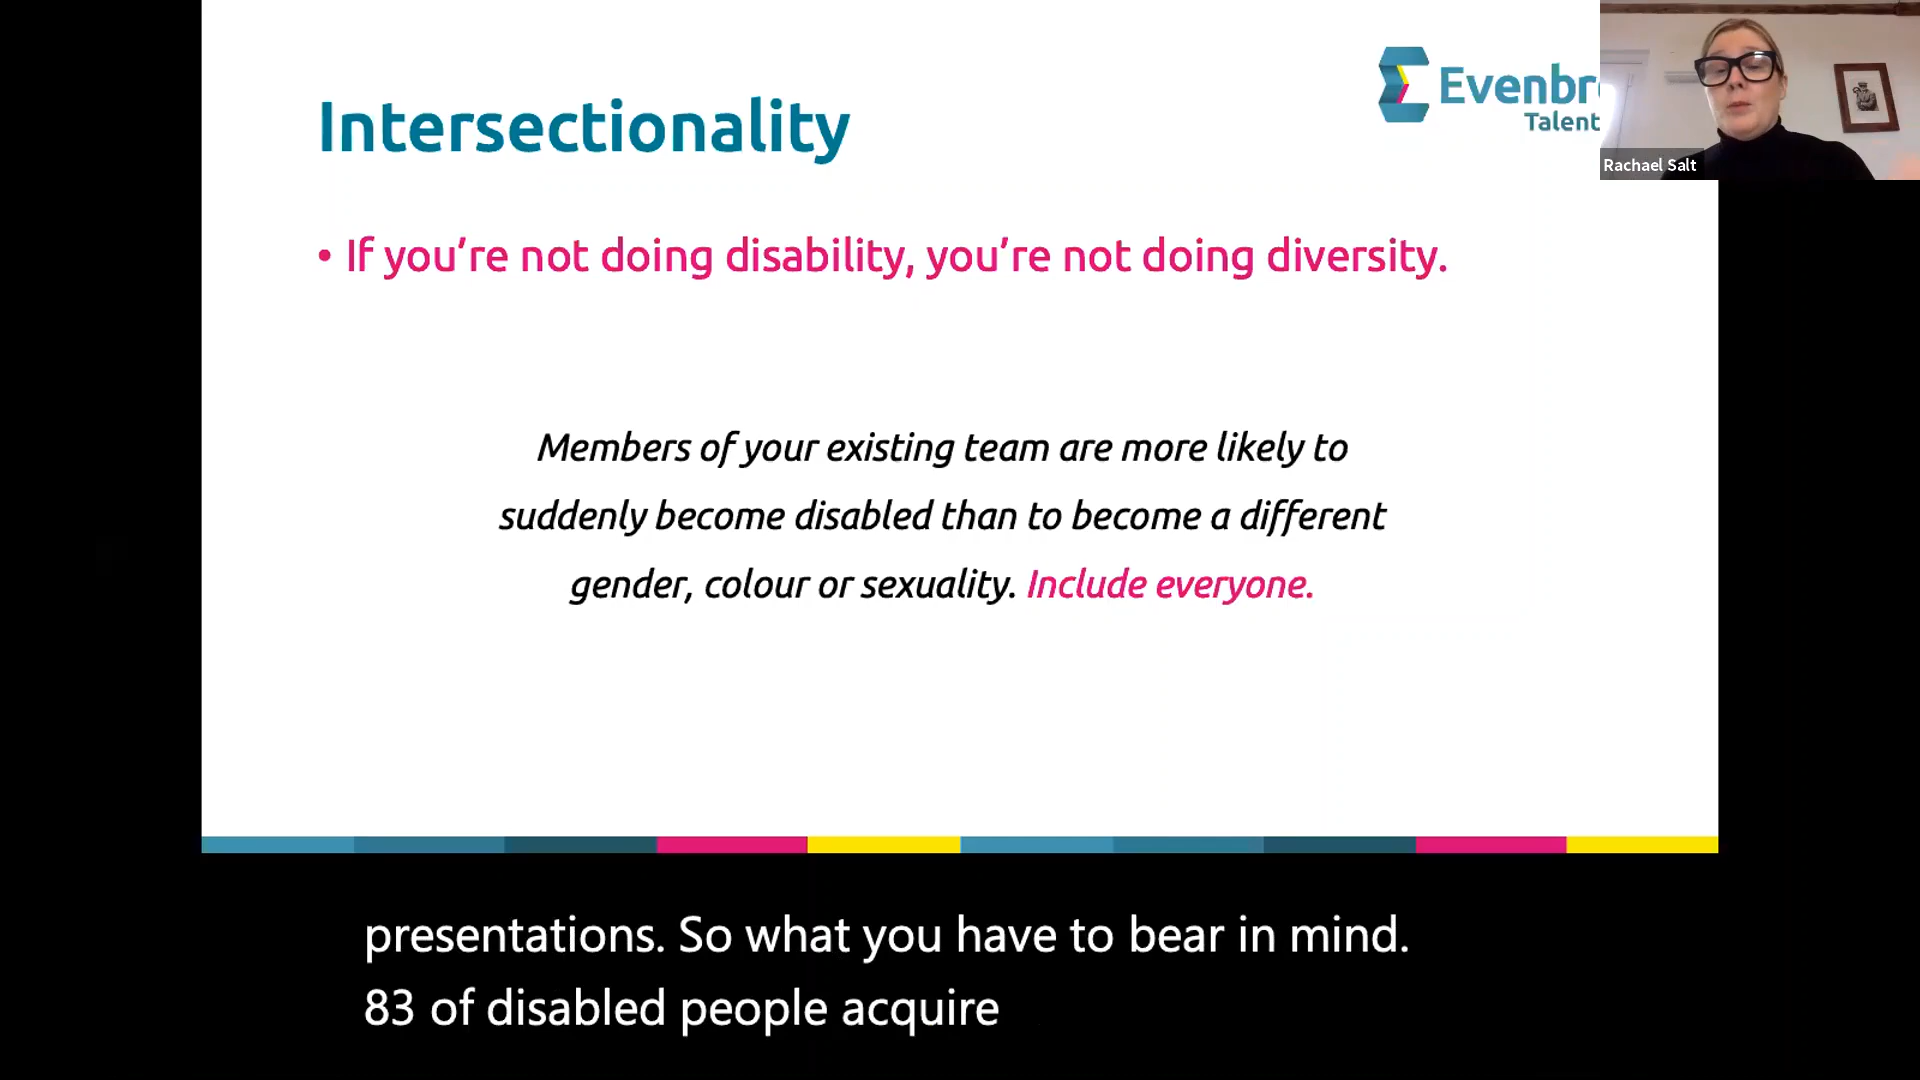 Intersectionality
Evenbr
Talent
Rachael Salt
• If you’re not doing disability, you’re not doing diversity.
Members of your existing team are more likely to
suddenly become disabled than to become a different
gender, colour or sexuality. Include everyone.
presentations. So what you have to bear in mind.
83 of disabled people acquire